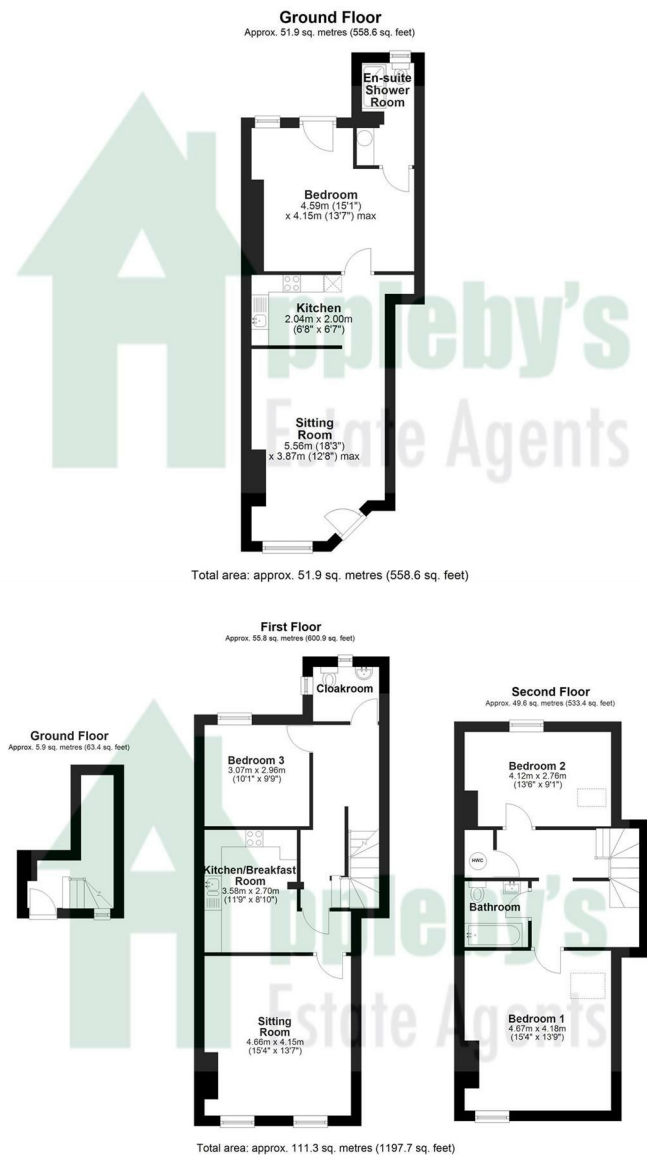 Ground Floor
Approx. 51.9 sq. metres (558.6 sq. feet)
En-suite
Shower
Room
Bedroom
4.59m (15'1")
x 4.15m (13'7") max
Kitchen
2.04m x 2.00m
(6'8" x 6'7")
Sitting
Room
5.56m (18'3")
x 3.87m (12'8") max
Appleby's
Estate Agents
Total area: approx. 51.9 sq. metres (558.6 sq. feet)
First Floor
Approx. 55.8 sq. metres (600.9 sq. feet)
Cloakroom
Second Floor
Approx. 49.6 sq. metres (533.4 sq. feet)
Ground Floor
Approx. 5.9 sq. metres (63.4 sq. feet)
Bedroom 3
3.07m x 2.96m
(10'1" x 9'9")
Bedroom 2
4.12m x 2.76m
(13'6" x 9'1")
Kitchen/Breakfast
Room
3.58m x 2.70m
(11'9" x 8'10")
HWC
Bathroom
Appleby's
Estate Agents
Sitting
Room
4.66m x 4.15m
(15'4" x 13'7")
Bedroom 1
4.67m x 4.18m
(15'4" x 13'9")
Total area: approx. 111.3 sq. metres (1197.7 sq. feet)